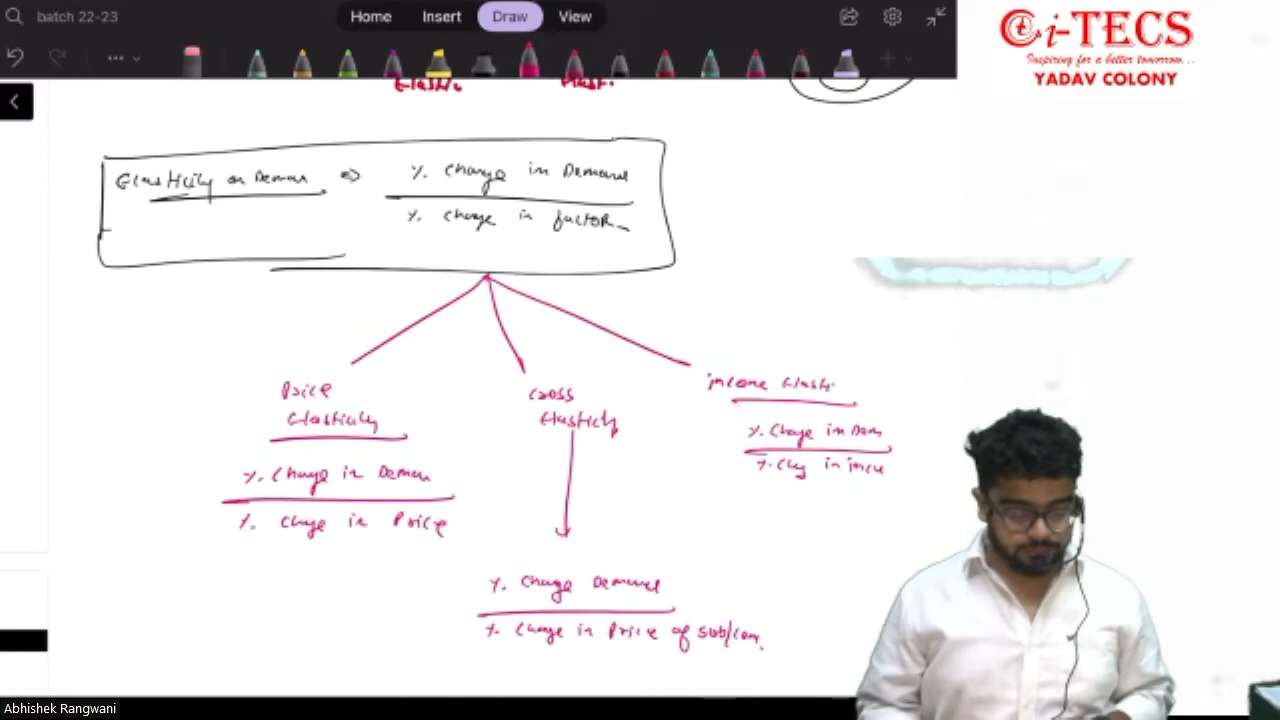 batch 22-23
Home Insert Draw View
i-TECS
Inspiring for a better tomorrow...
YADAV COLONY
Elasticity on Deman ⇒ % Change in Demand
% Change in factor
Price
Elasticity
% Change in Deman
% Chnge in Price
Cross
Elasticity
% Change Demand
% Change in Price of Sub/com.
income Elasti.
% Change in Dem
% Chg in incre
Abhishek Rangwani